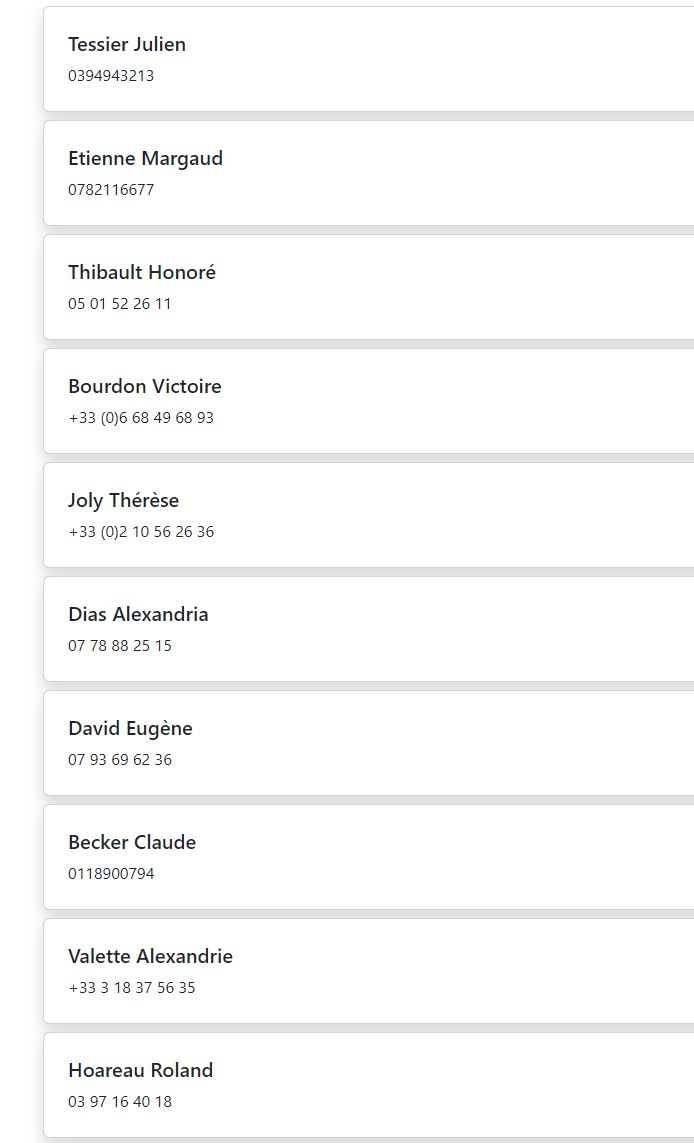 Tessier Julien
0394943213
Etienne Margaud
0782116677
Thibault Honoré
05 01 52 26 11
Bourdon Victoire
+33 (0)6 68 49 68 93
Joly Thérèse
+33 (0)2 10 56 26 36
Dias Alexandria
07 78 88 25 15
David Eugène
07 93 69 62 36
Becker Claude
0118900794
Valette Alexandrie
+33 3 18 37 56 35
Hoareau Roland
03 97 16 40 18